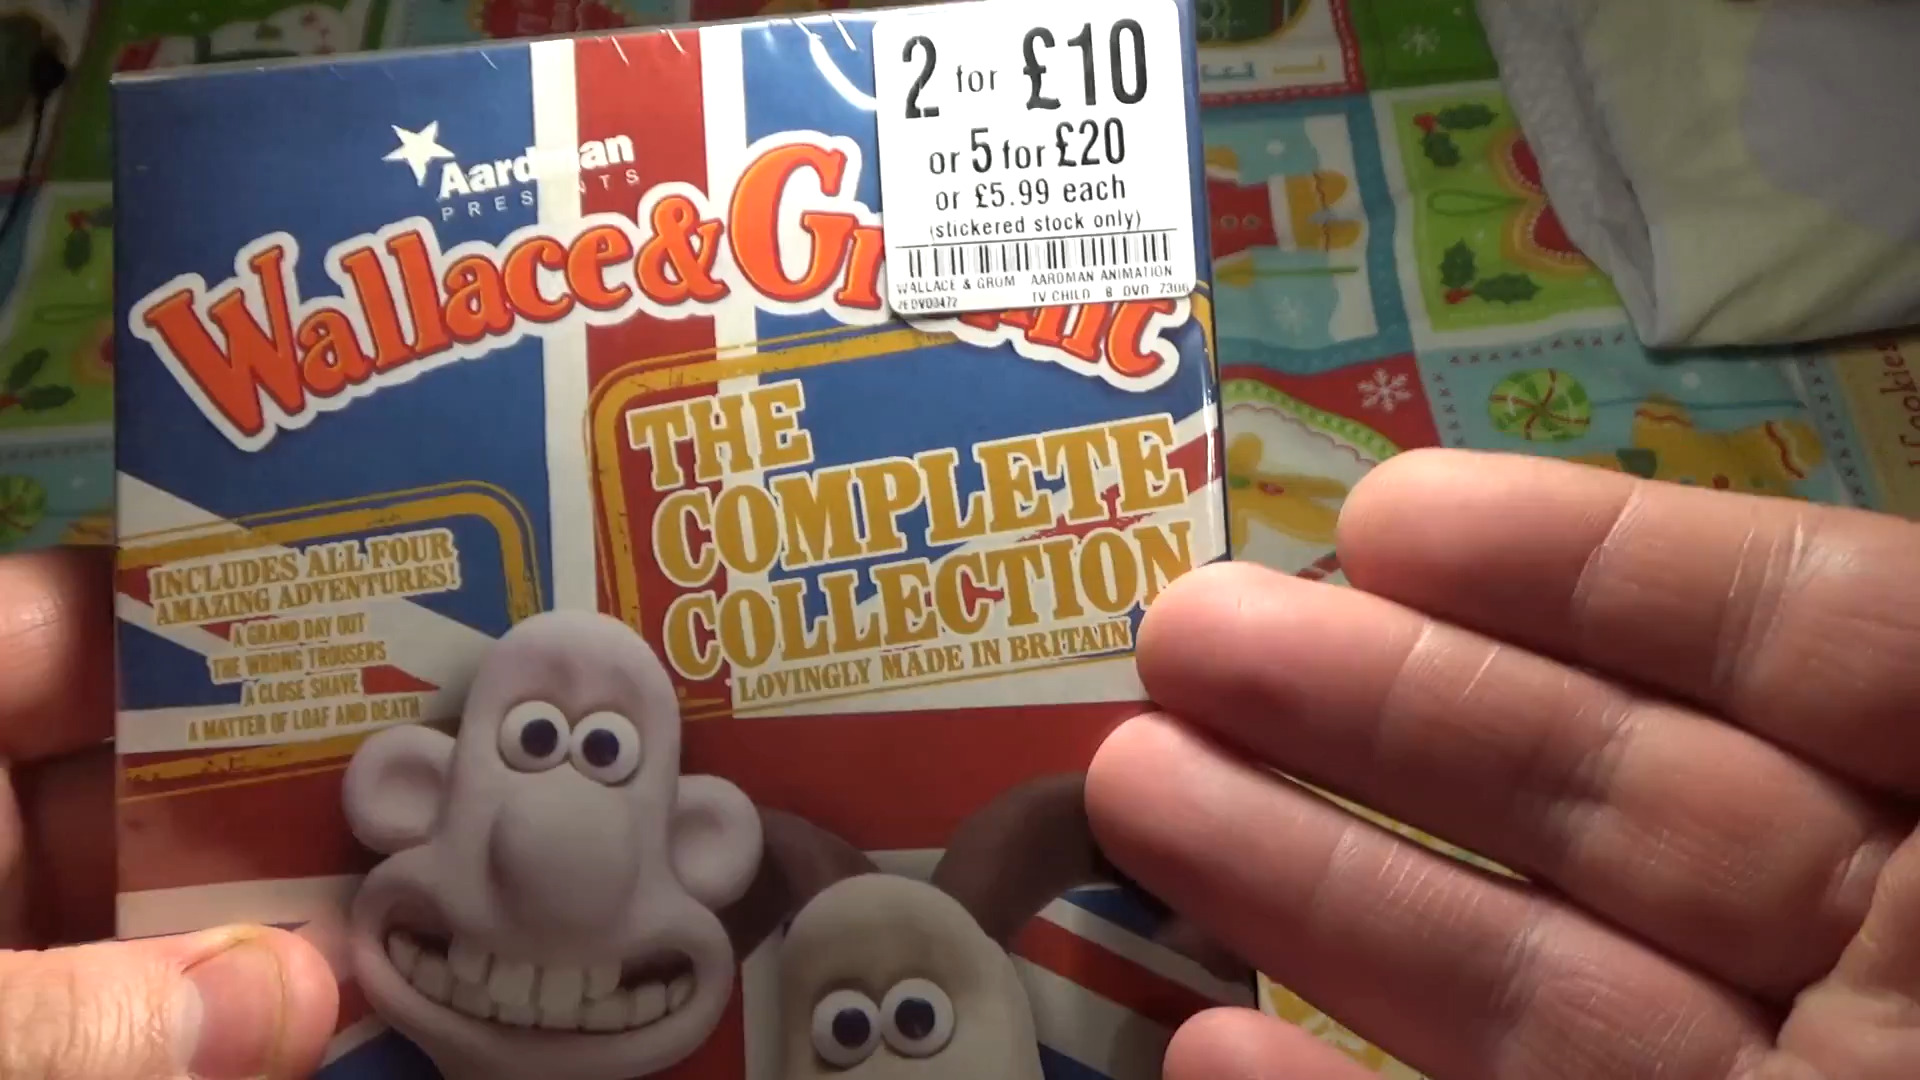 2 for £10
or 5 for £20
or £5.99 each
(stickered stock only)
WALLACE & GROM AARDMAN ANIMATION
TV CHILD 8 DVD
Aardman
PRESENTS
Wallace & Gromit
THE
COMPLETE
COLLECTION
LOVINGLY MADE IN BRITAIN
INCLUDES ALL FOUR
AMAZING ADVENTURES!
A GRAND DAY OUT
THE WRONG TROUSERS
A CLOSE SHAVE
A MATTER OF LOAF AND DEATH